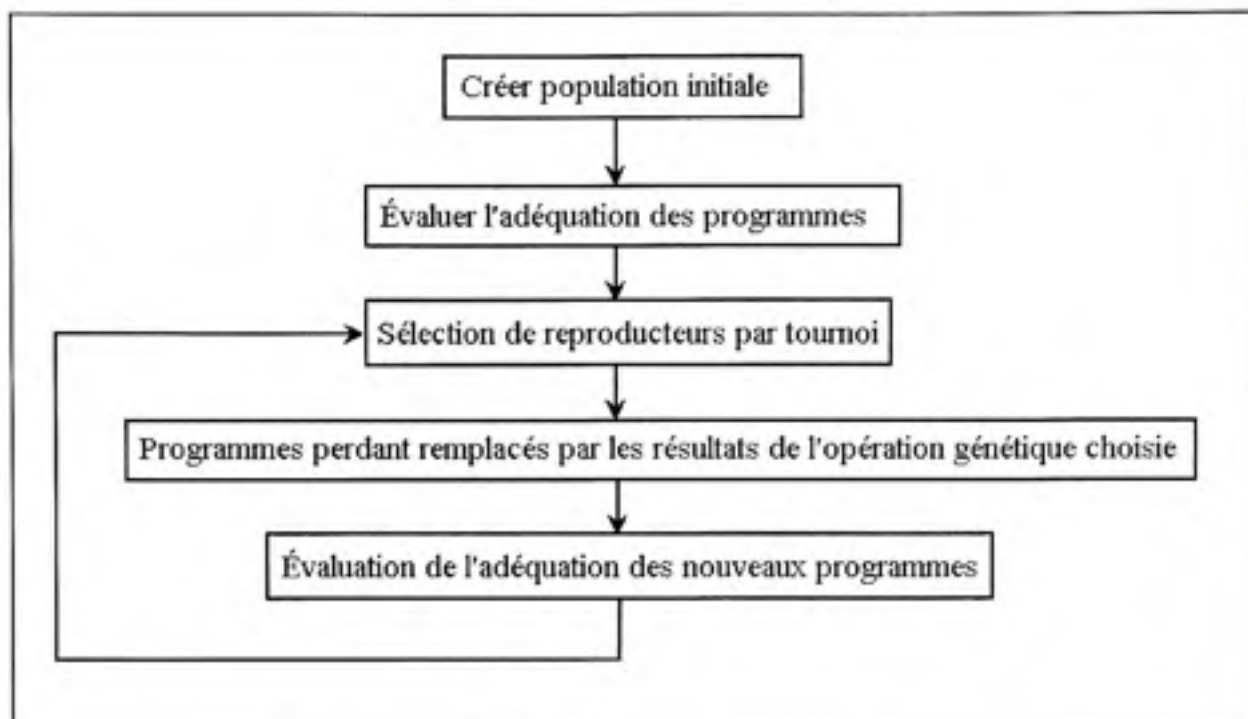 Créer population initiale
Évaluer l'adéquation des programmes
Sélection de reproducteurs par tournoi
Programmes perdant remplacés par les résultats de l'opération génétique choisie
Évaluation de l'adéquation des nouveaux programmes